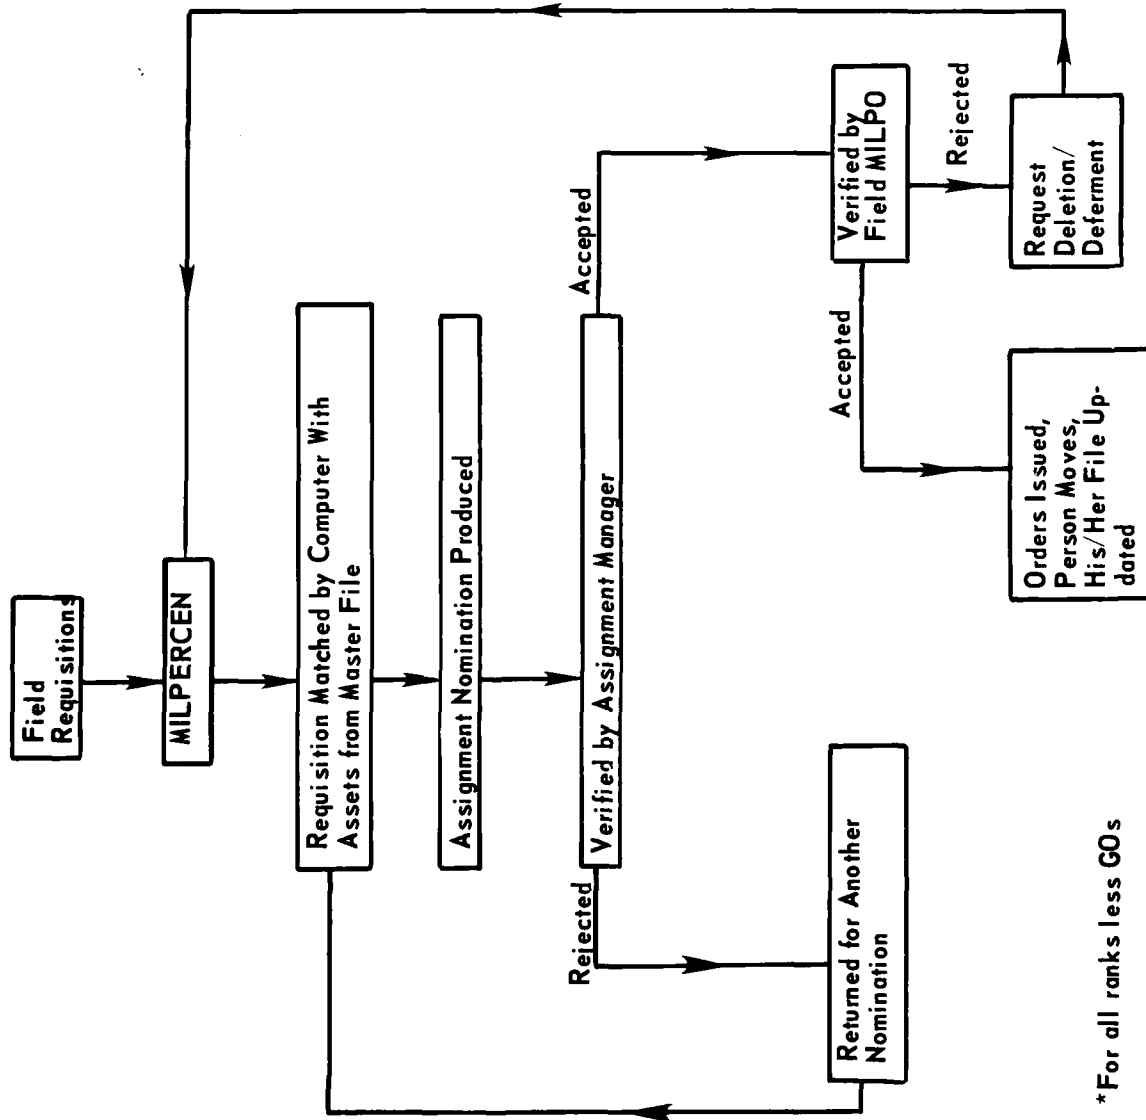 Field
Requisitions
MILPERCEN
Requisition Matched by Computer With
Assets from Master File
Assignment Nomination Produced
Verified by Assignment Manager
Rejected
Accepted
Returned for Another
Nomination
Verified by
Field MILPO
Accepted
Rejected
Orders Issued,
Person Moves,
His/Her File Up-
dated
Request
Deletion/
Deferment
*For all ranks less GOs